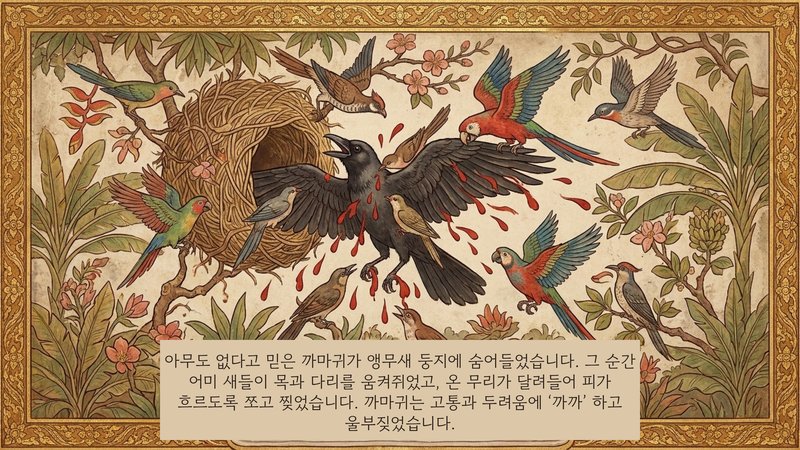 아무도 없다고 믿은 까마귀가 앵무새 둥지에 숨어들었습니다. 그 순간
어미 새들이 목과 다리를 움켜쥐었고, 온 무리가 달려들어 피가
흐르도록 쪼고 찢었습니다. 까마귀는 고통과 두려움에 ‘까까’ 하고
울부짖었습니다.